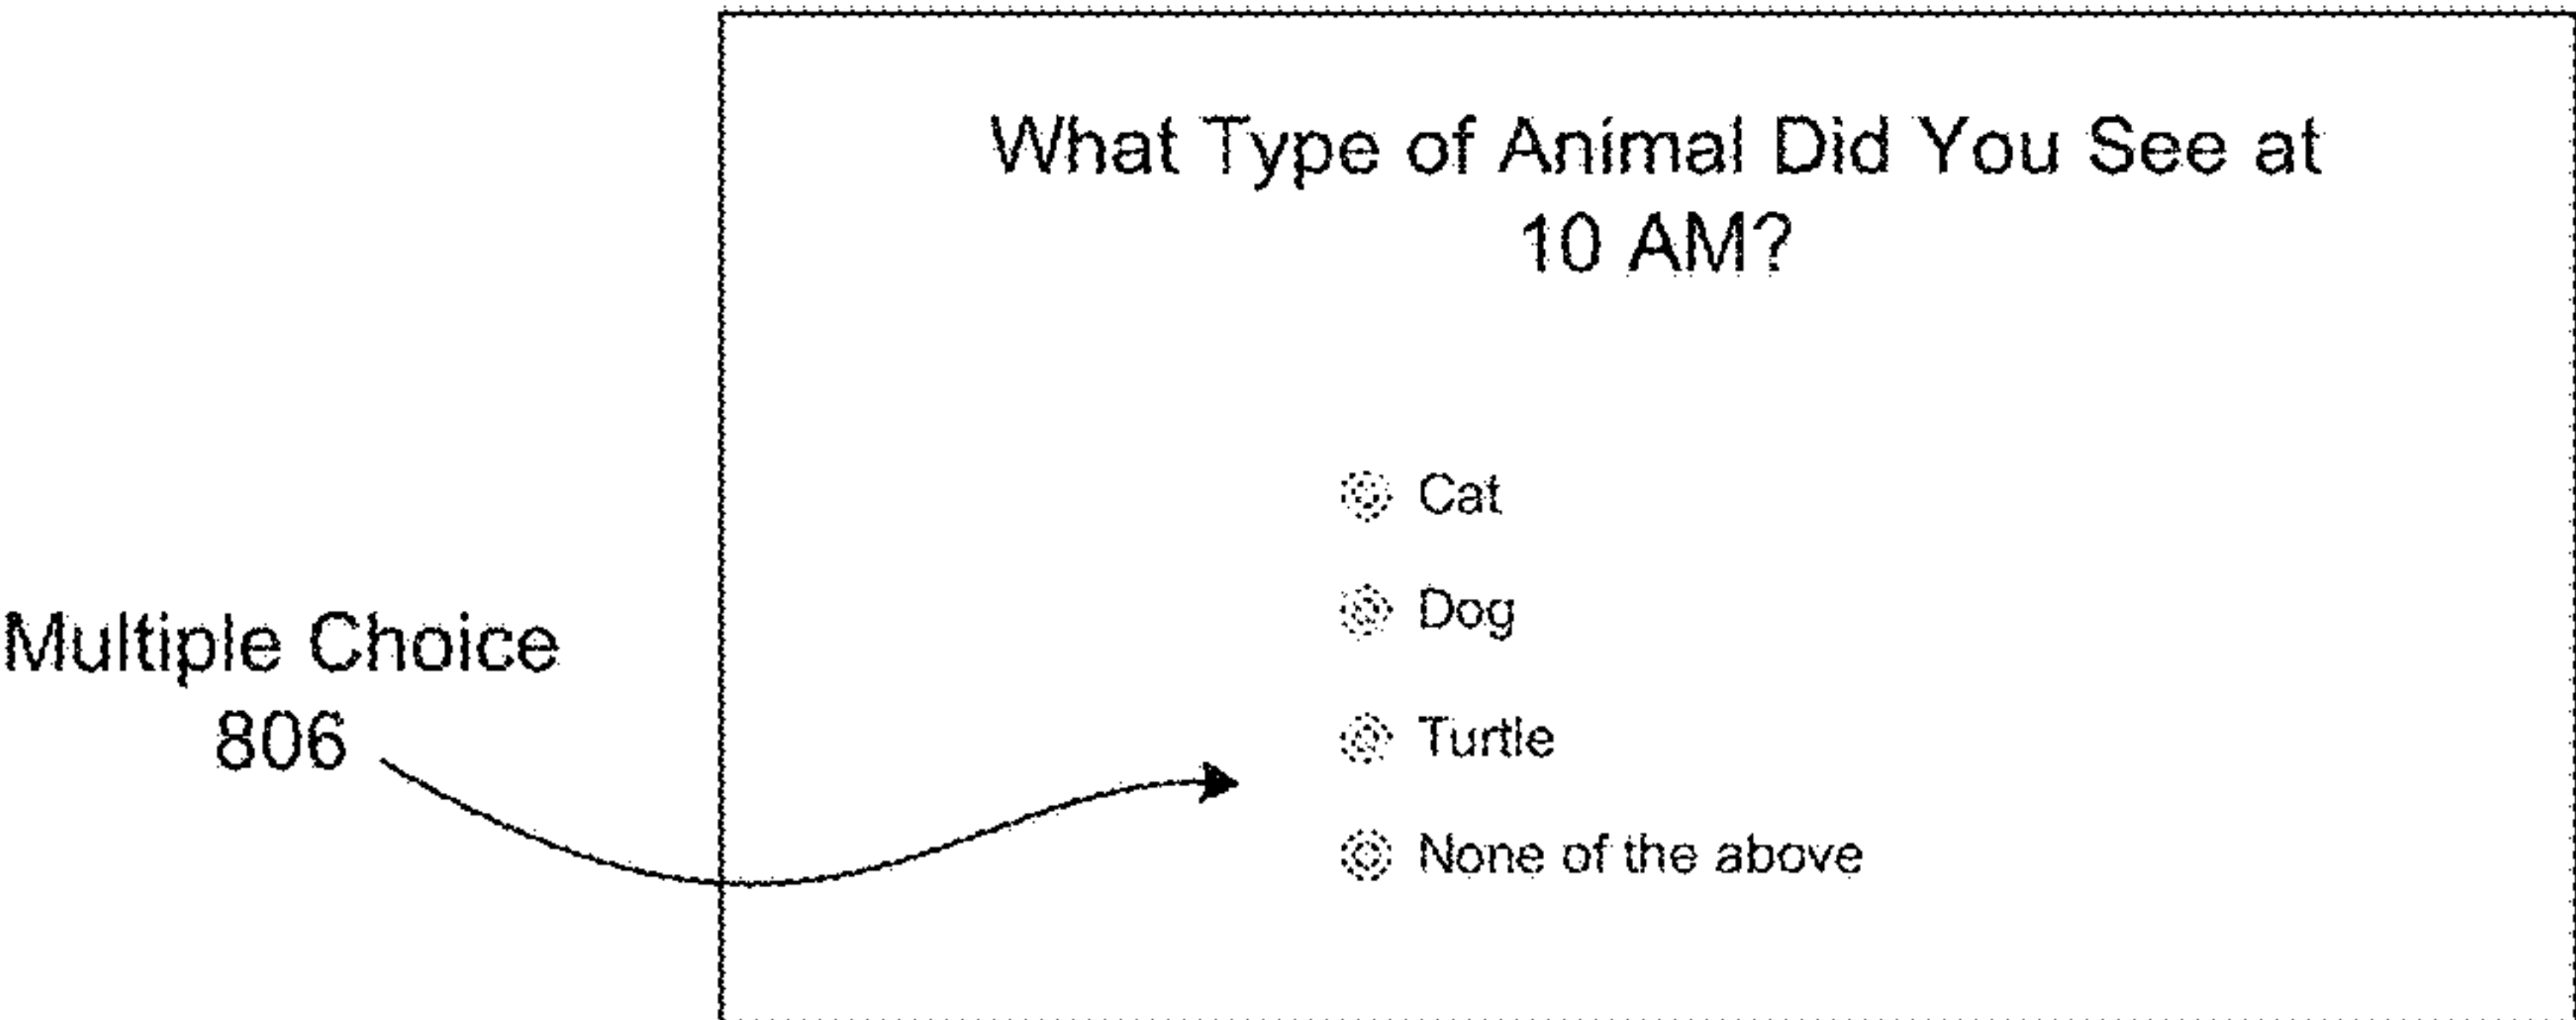 What Type of Animal Did You See at
10 AM?
Cat
Dog
Multiple Choice
806
Turtle
None of the above